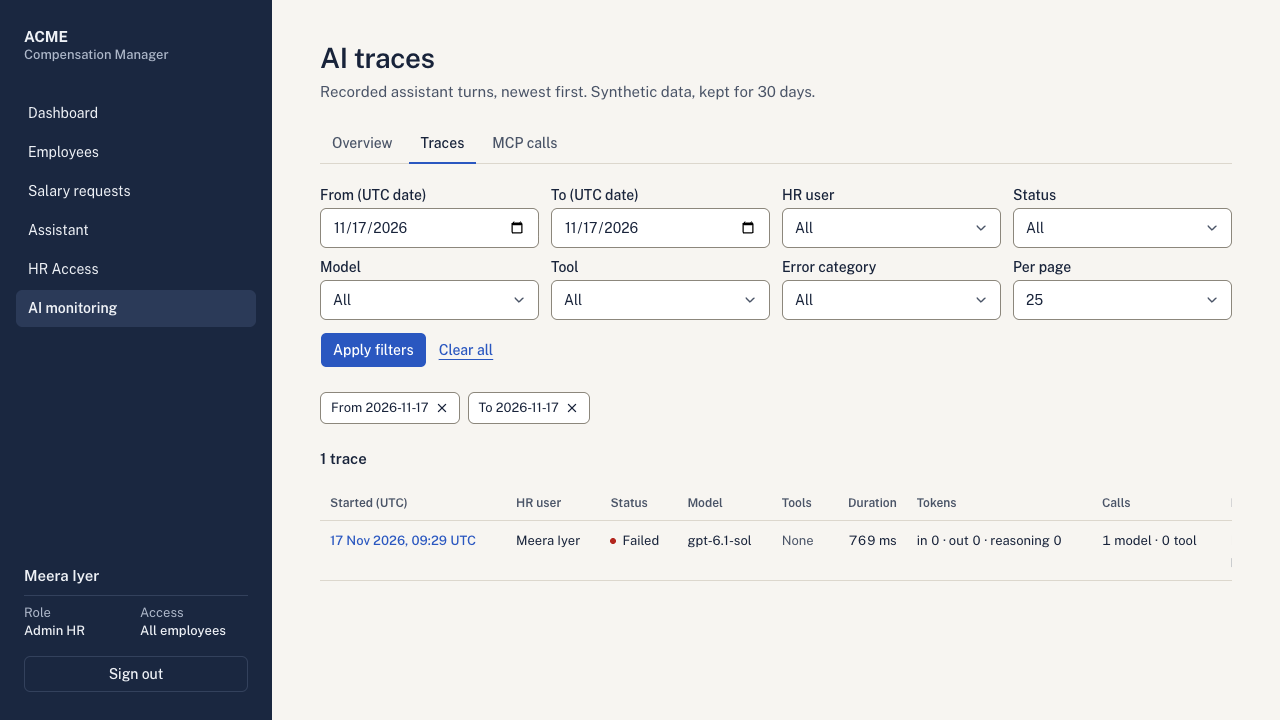 ACME
Compensation Manager
Dashboard
Employees
Salary requests
Assistant
HR Access
AI monitoring
Meera Iyer
Role Access
Admin HR All employees
Sign out
AI traces
Recorded assistant turns, newest first. Synthetic data, kept for 30 days.
Overview Traces MCP calls
From (UTC date) To (UTC date) HR user Status
11/17/2026 11/17/2026 All All
Model Tool Error category Per page
All All All 25
Apply filters Clear all
From 2026-11-17 To 2026-11-17
1 trace
Started (UTC) HR user Status Model Tools Duration Tokens Calls
17 Nov 2026, 09:29 UTC Meera Iyer Failed gpt-6.1-sol None 769 ms in 0 · out 0 · reasoning 0 1 model · 0 tool